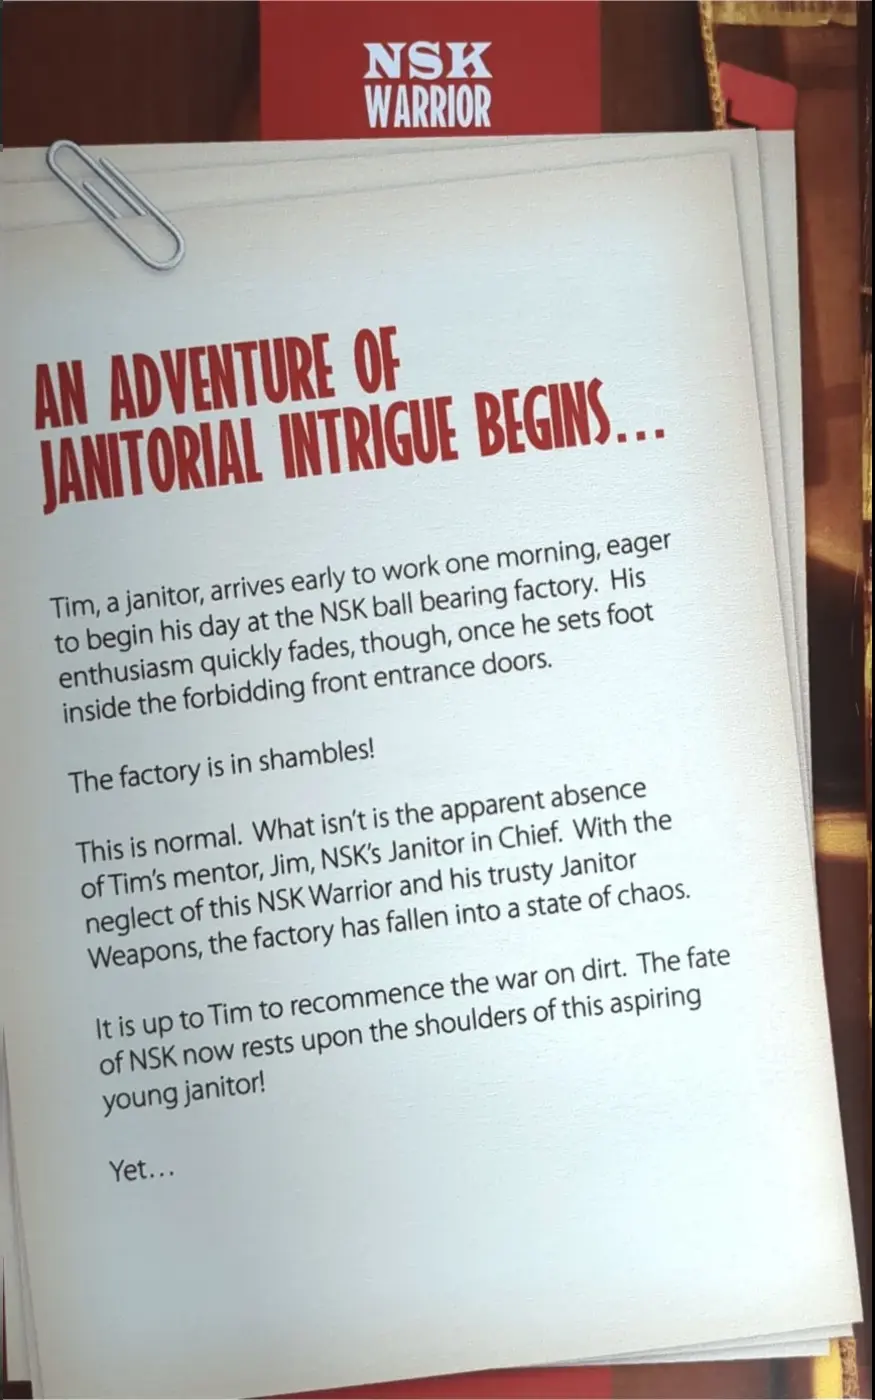 NSK
WARRIOR
AN ADVENTURE OF
JANITORIAL INTRIGUE BEGINS...
Tim, a janitor, arrives early to work one morning, eager
to begin his day at the NSK ball bearing factory. His
enthusiasm quickly fades, though, once he sets foot
inside the forbidding front entrance doors.
The factory is in shambles!
This is normal. What isn't is the apparent absence
of Tim's mentor, Jim, NSK's Janitor in Chief. With the
neglect of this NSK Warrior and his trusty Janitor
Weapons, the factory has fallen into a state of chaos.
It is up to Tim to recommence the war on dirt. The fate
of NSK now rests upon the shoulders of this aspiring
young janitor!
Yet...